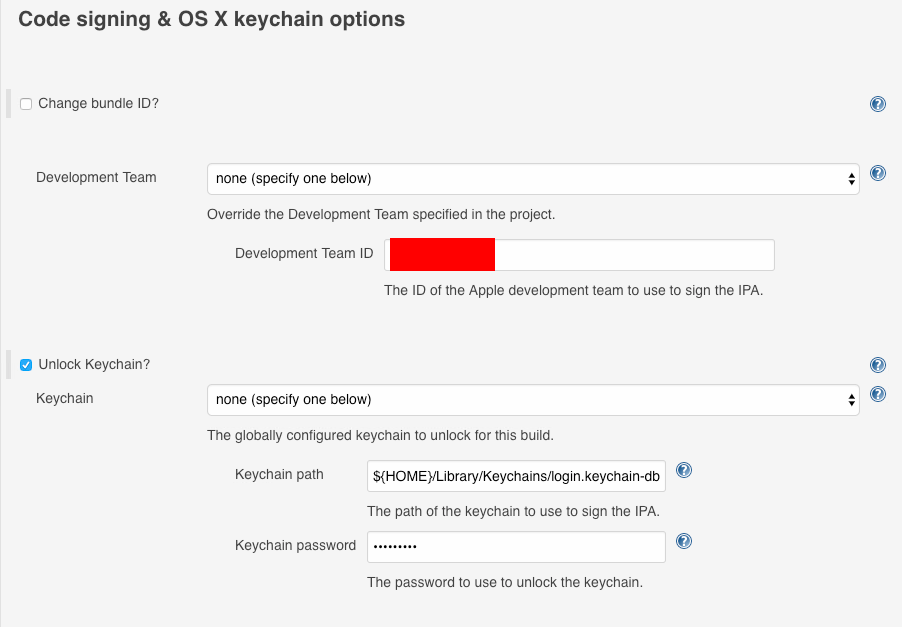 Code signing & OS X keychain options
Change bundle ID?
Development Team
none (specify one below)
Override the Development Team specified in the project.
Development Team ID
The ID of the Apple development team to use to sign the IPA.
Unlock Keychain?
Keychain
none (specify one below)
The globally configured keychain to unlock for this build.
Keychain path
${HOME}/Library/Keychains/login.keychain-db
The path of the keychain to use to sign the IPA.
Keychain password
•••••••••
The password to use to unlock the keychain.